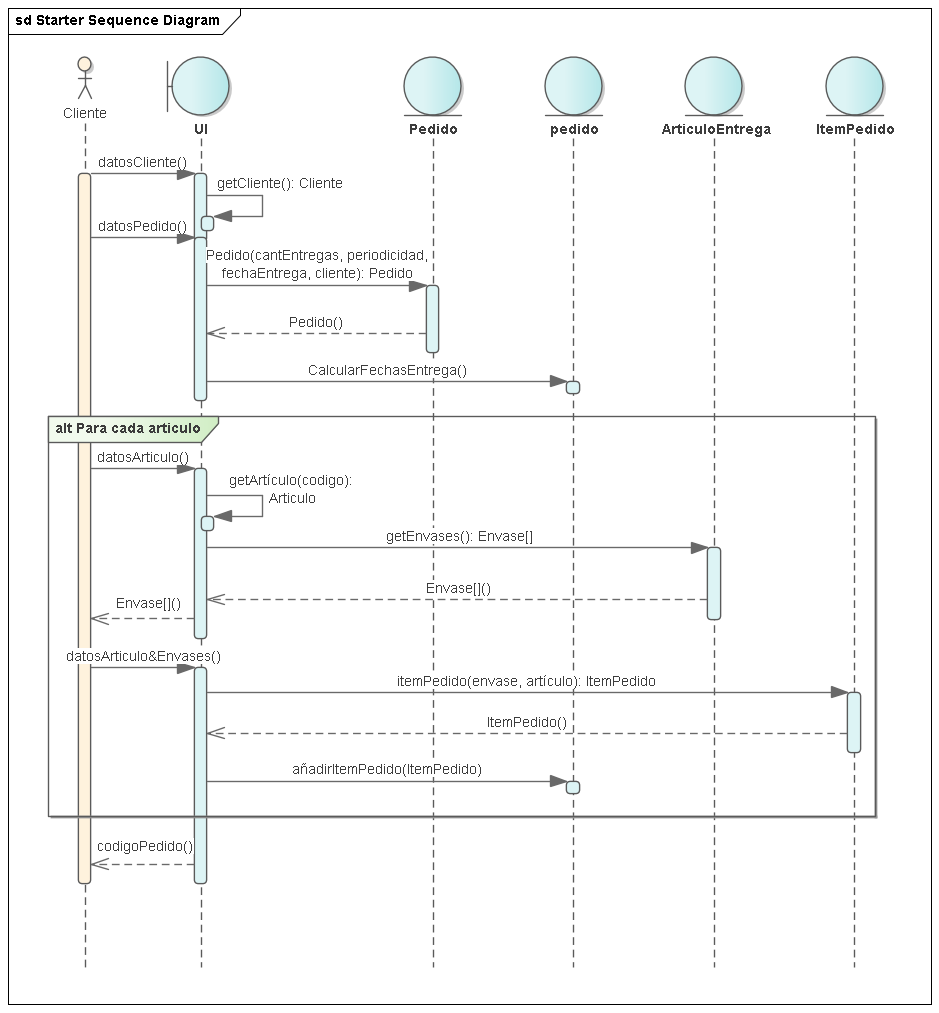 sd Starter Sequence Diagram
Cliente
UI
Pedido
pedido
ArticuloEntrega
ItemPedido
datosCliente()
getCliente(): Cliente
datosPedido()
Pedido(cantEntregas, periodicidad,
fechaEntrega, cliente): Pedido
Pedido()
CalcularFechasEntrega()
alt Para cada articulo
datosArticulo()
getArtículo(codigo):
Articulo
getEnvases(): Envase[]
Envase[]()
Envase[]()
datosArticulo&Envases()
itemPedido(envase, artículo): ItemPedido
ItemPedido()
añadirItemPedido(ItemPedido)
codigoPedido()